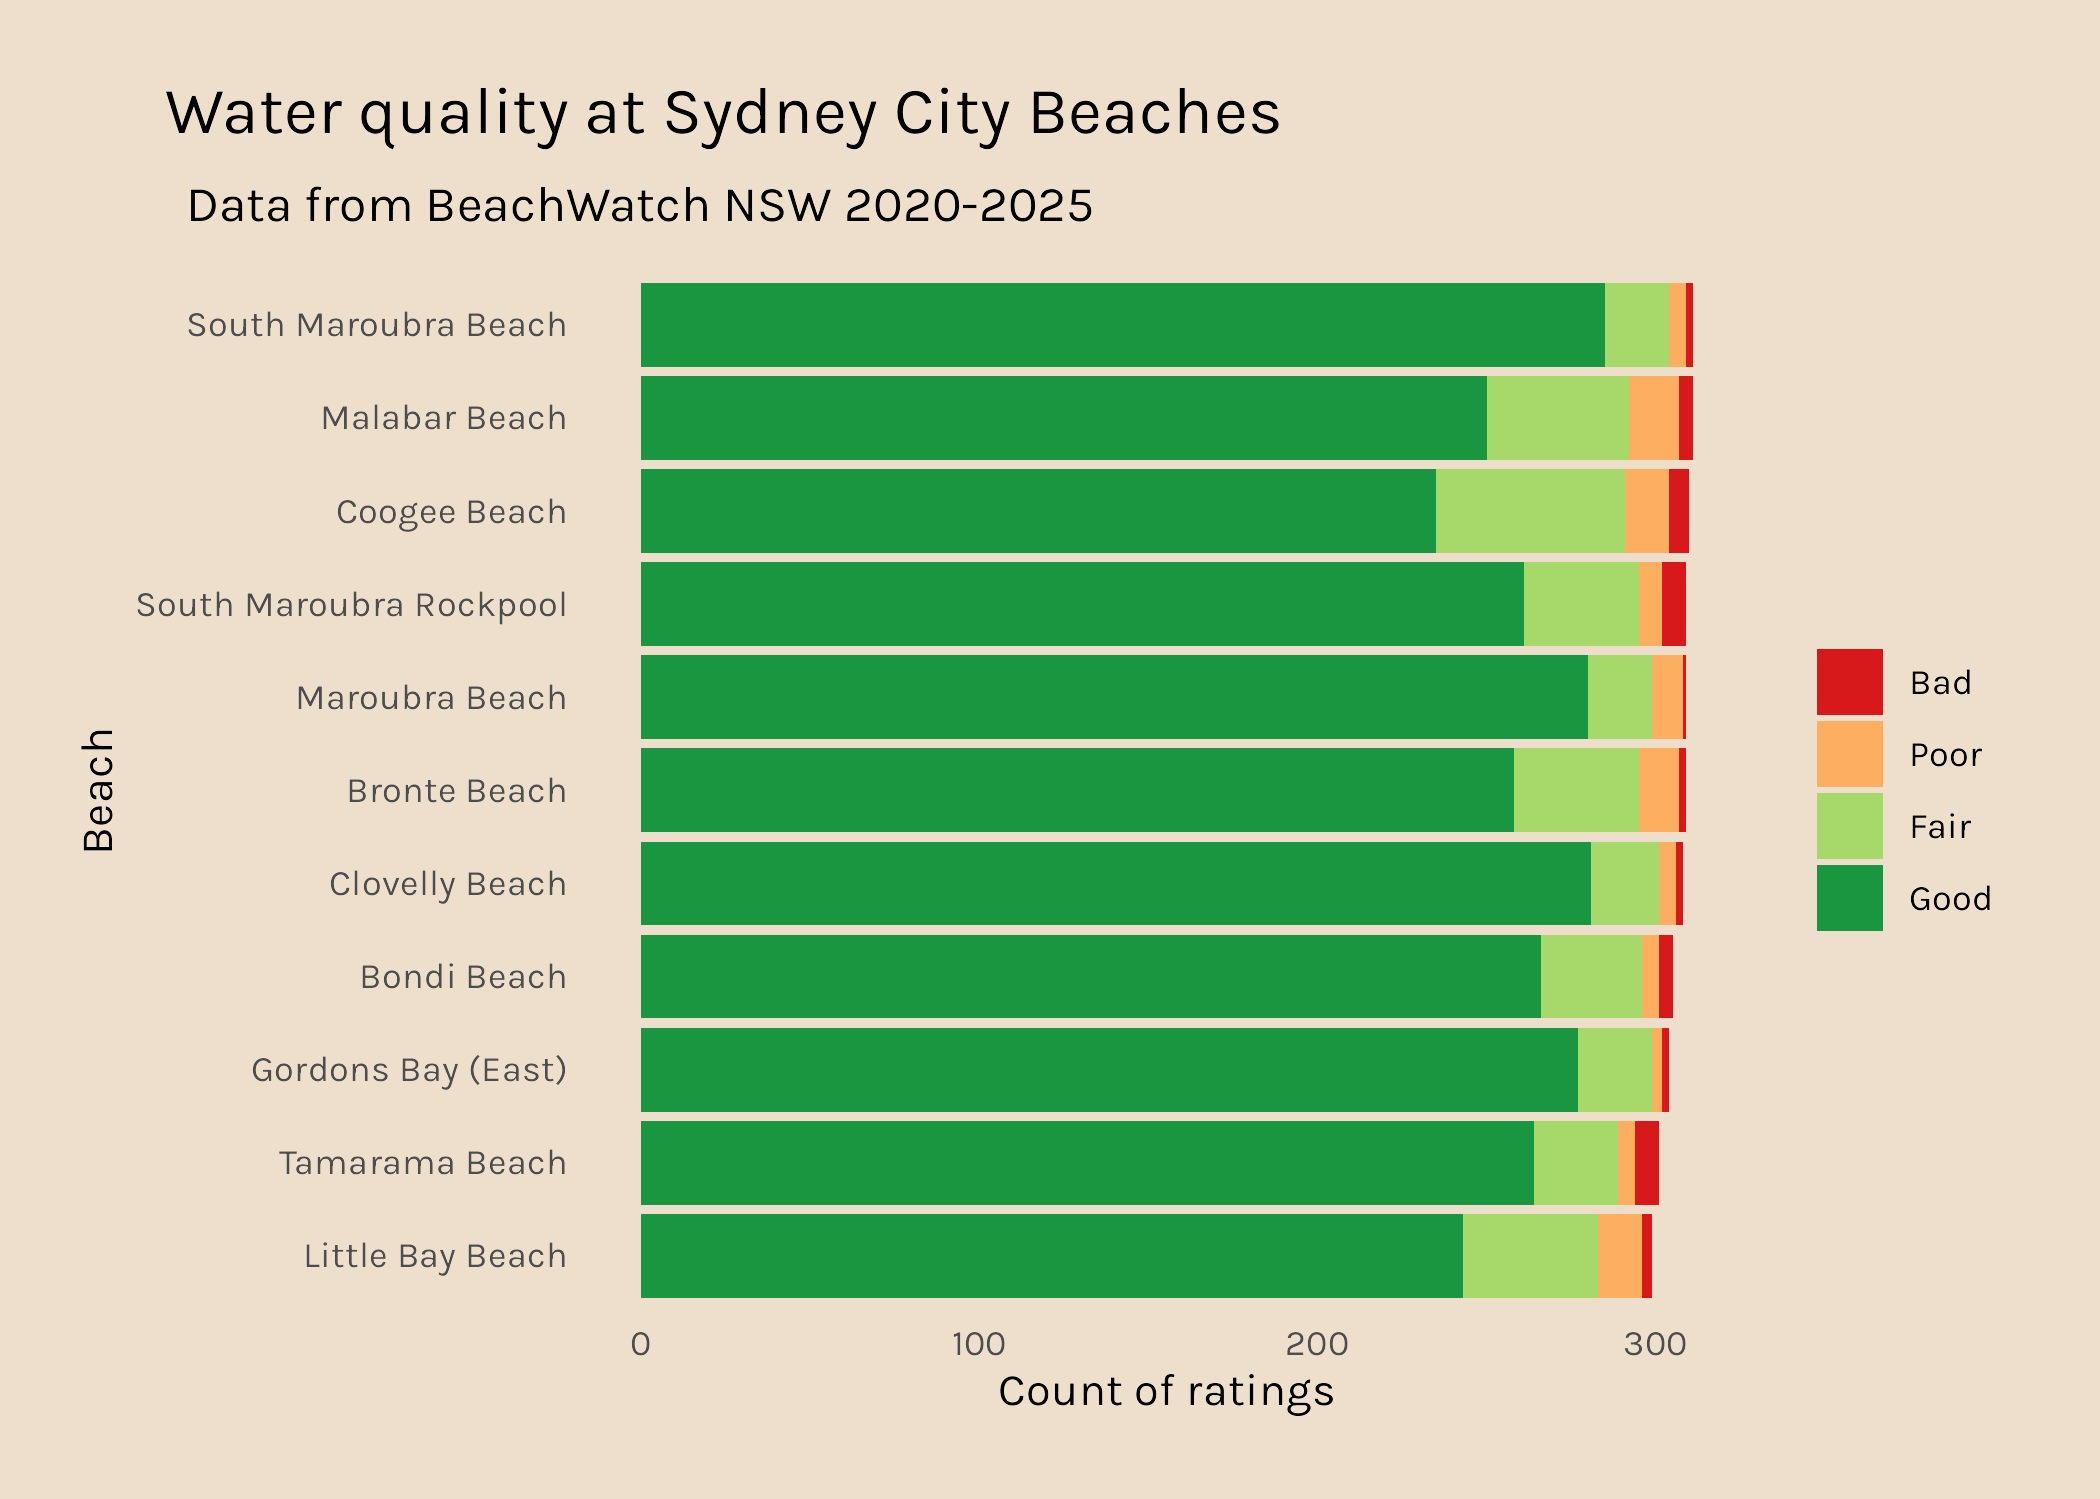 Water quality at Sydney City Beaches
Data from BeachWatch NSW 2020-2025
Beach
South Maroubra Beach
Malabar Beach
Coogee Beach
South Maroubra Rockpool
Maroubra Beach
Bronte Beach
Clovelly Beach
Bondi Beach
Gordons Bay (East)
Tamarama Beach
Little Bay Beach
0 100 200 300
Count of ratings
Bad
Poor
Fair
Good